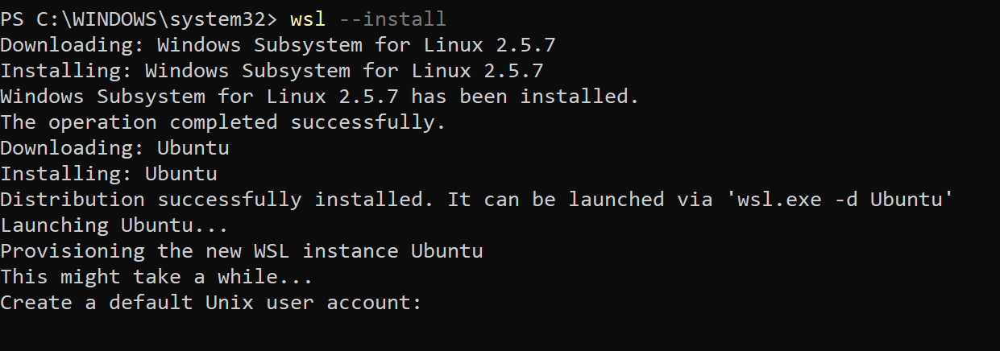 PS C:\WINDOWS\system32> wsl --install
Downloading: Windows Subsystem for Linux 2.5.7
Installing: Windows Subsystem for Linux 2.5.7
Windows Subsystem for Linux 2.5.7 has been installed.
The operation completed successfully.
Downloading: Ubuntu
Installing: Ubuntu
Distribution successfully installed. It can be launched via 'wsl.exe -d Ubuntu'
Launching Ubuntu...
Provisioning the new WSL instance Ubuntu
This might take a while...
Create a default Unix user account: